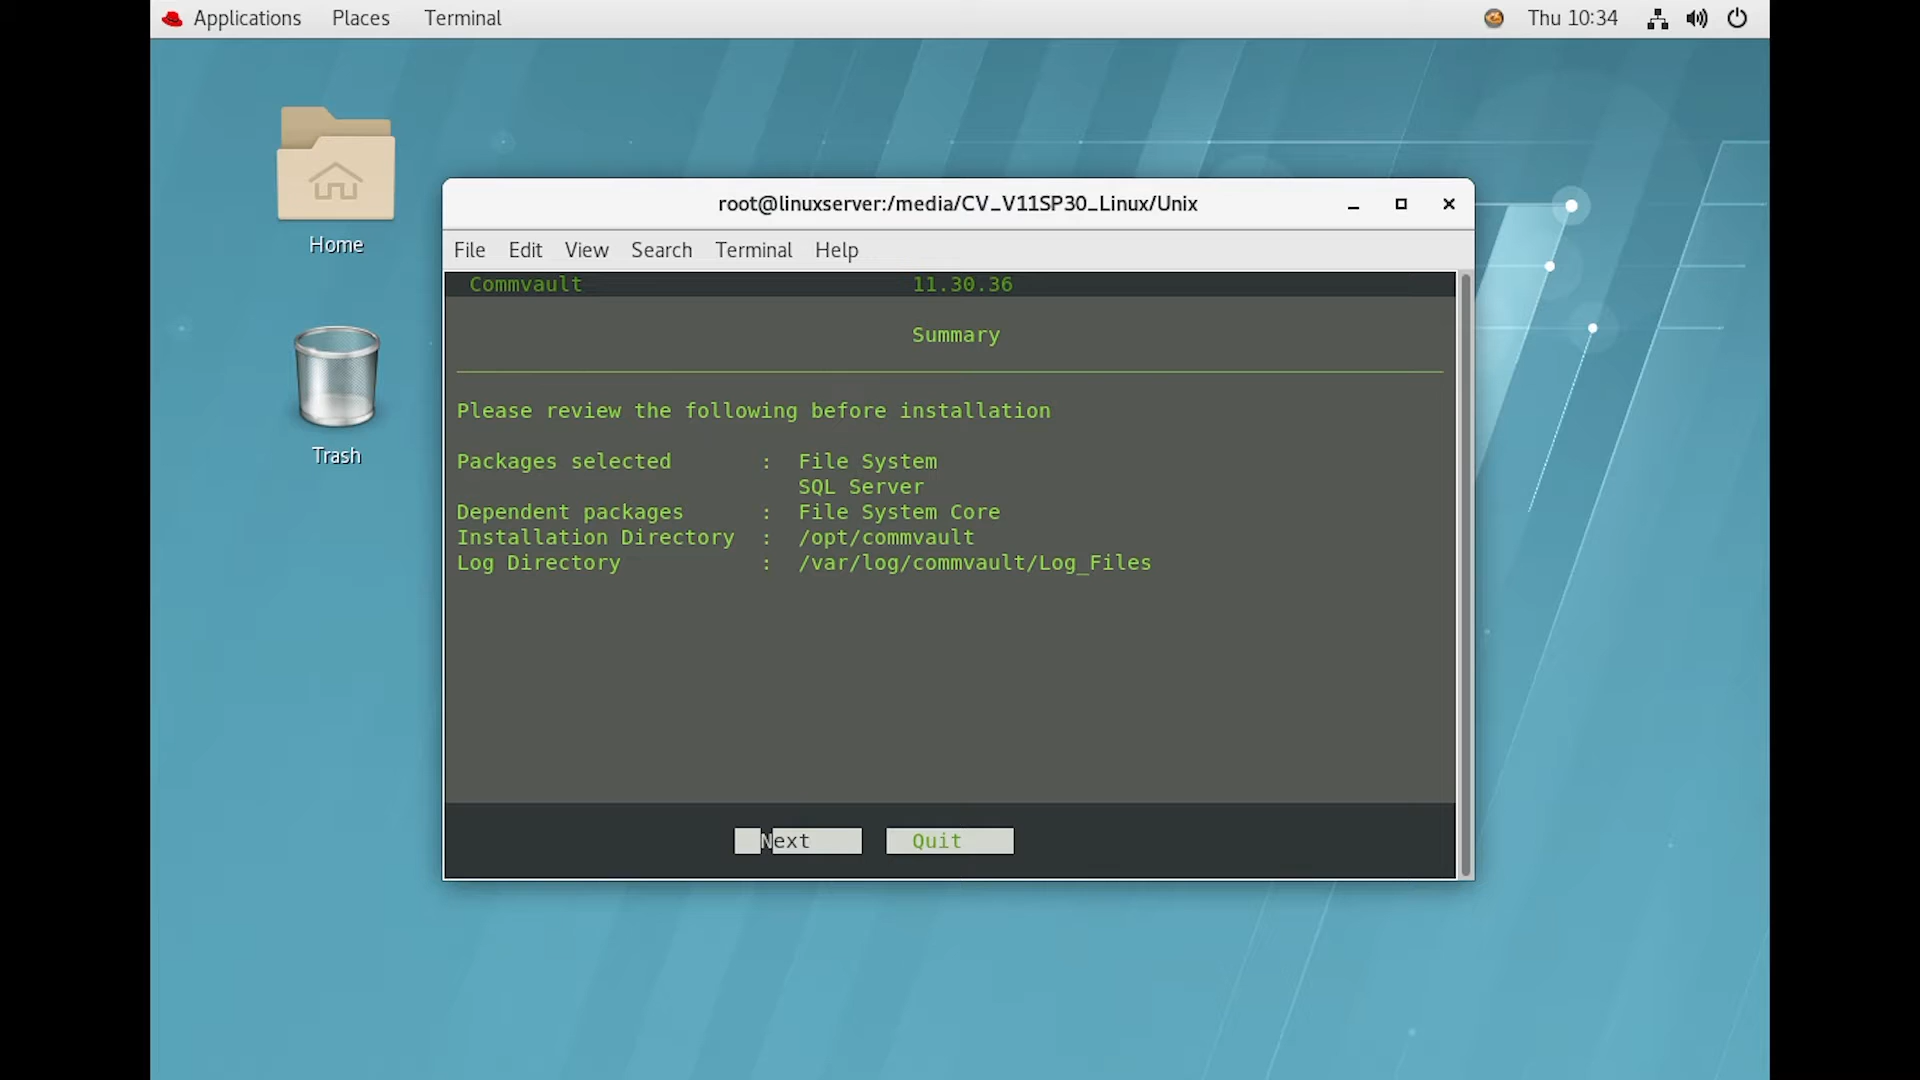 Applications Places Terminal Thu 10:34
Home
Trash
root@linuxserver:/media/CV_V11SP30_Linux/Unix
File Edit View Search Terminal Help
Commvault 11.30.36
Summary
Please review the following before installation
Packages selected : File System
SQL Server
Dependent packages : File System Core
Installation Directory : /opt/commvault
Log Directory : /var/log/commvault/Log_Files
Next Quit